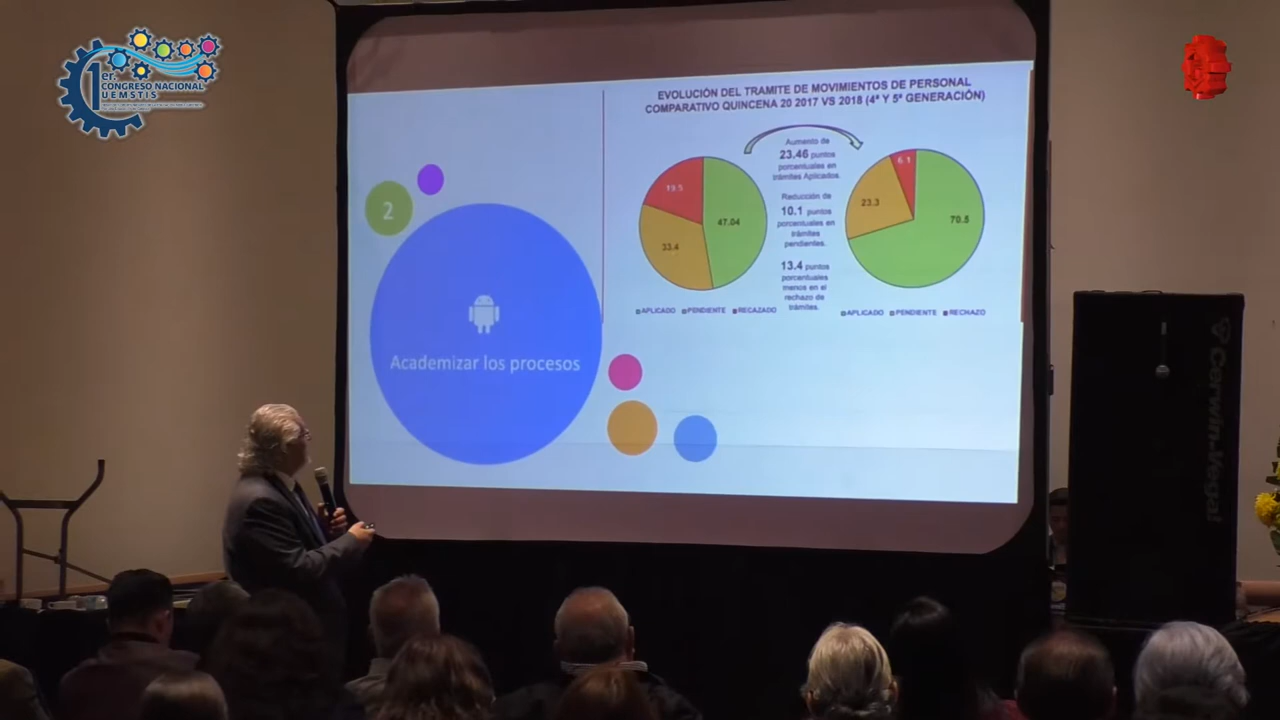 1er.
CONGRESO NACIONAL
UEMSTIS
EVOLUCIÓN DEL TRAMITE DE MOVIMIENTOS DE PERSONAL
COMPARATIVO QUINCENA 20 2017 VS 2018 (4ª Y 5ª GENERACIÓN)
2
Academizar los procesos
19.5
47.04
33.4
Aumento de
23.46 puntos
porcentuales en
trámites Aplicados.
Reducción de
10.1 puntos
porcentuales en
trámites
pendientes.
13.4 puntos
porcentuales
menos en el
rechazo de
trámites.
6.1
23.3
70.5
APLICADO PENDIENTE RECAZADO
APLICADO PENDIENTE RECHAZO
Cerwin-Vega!